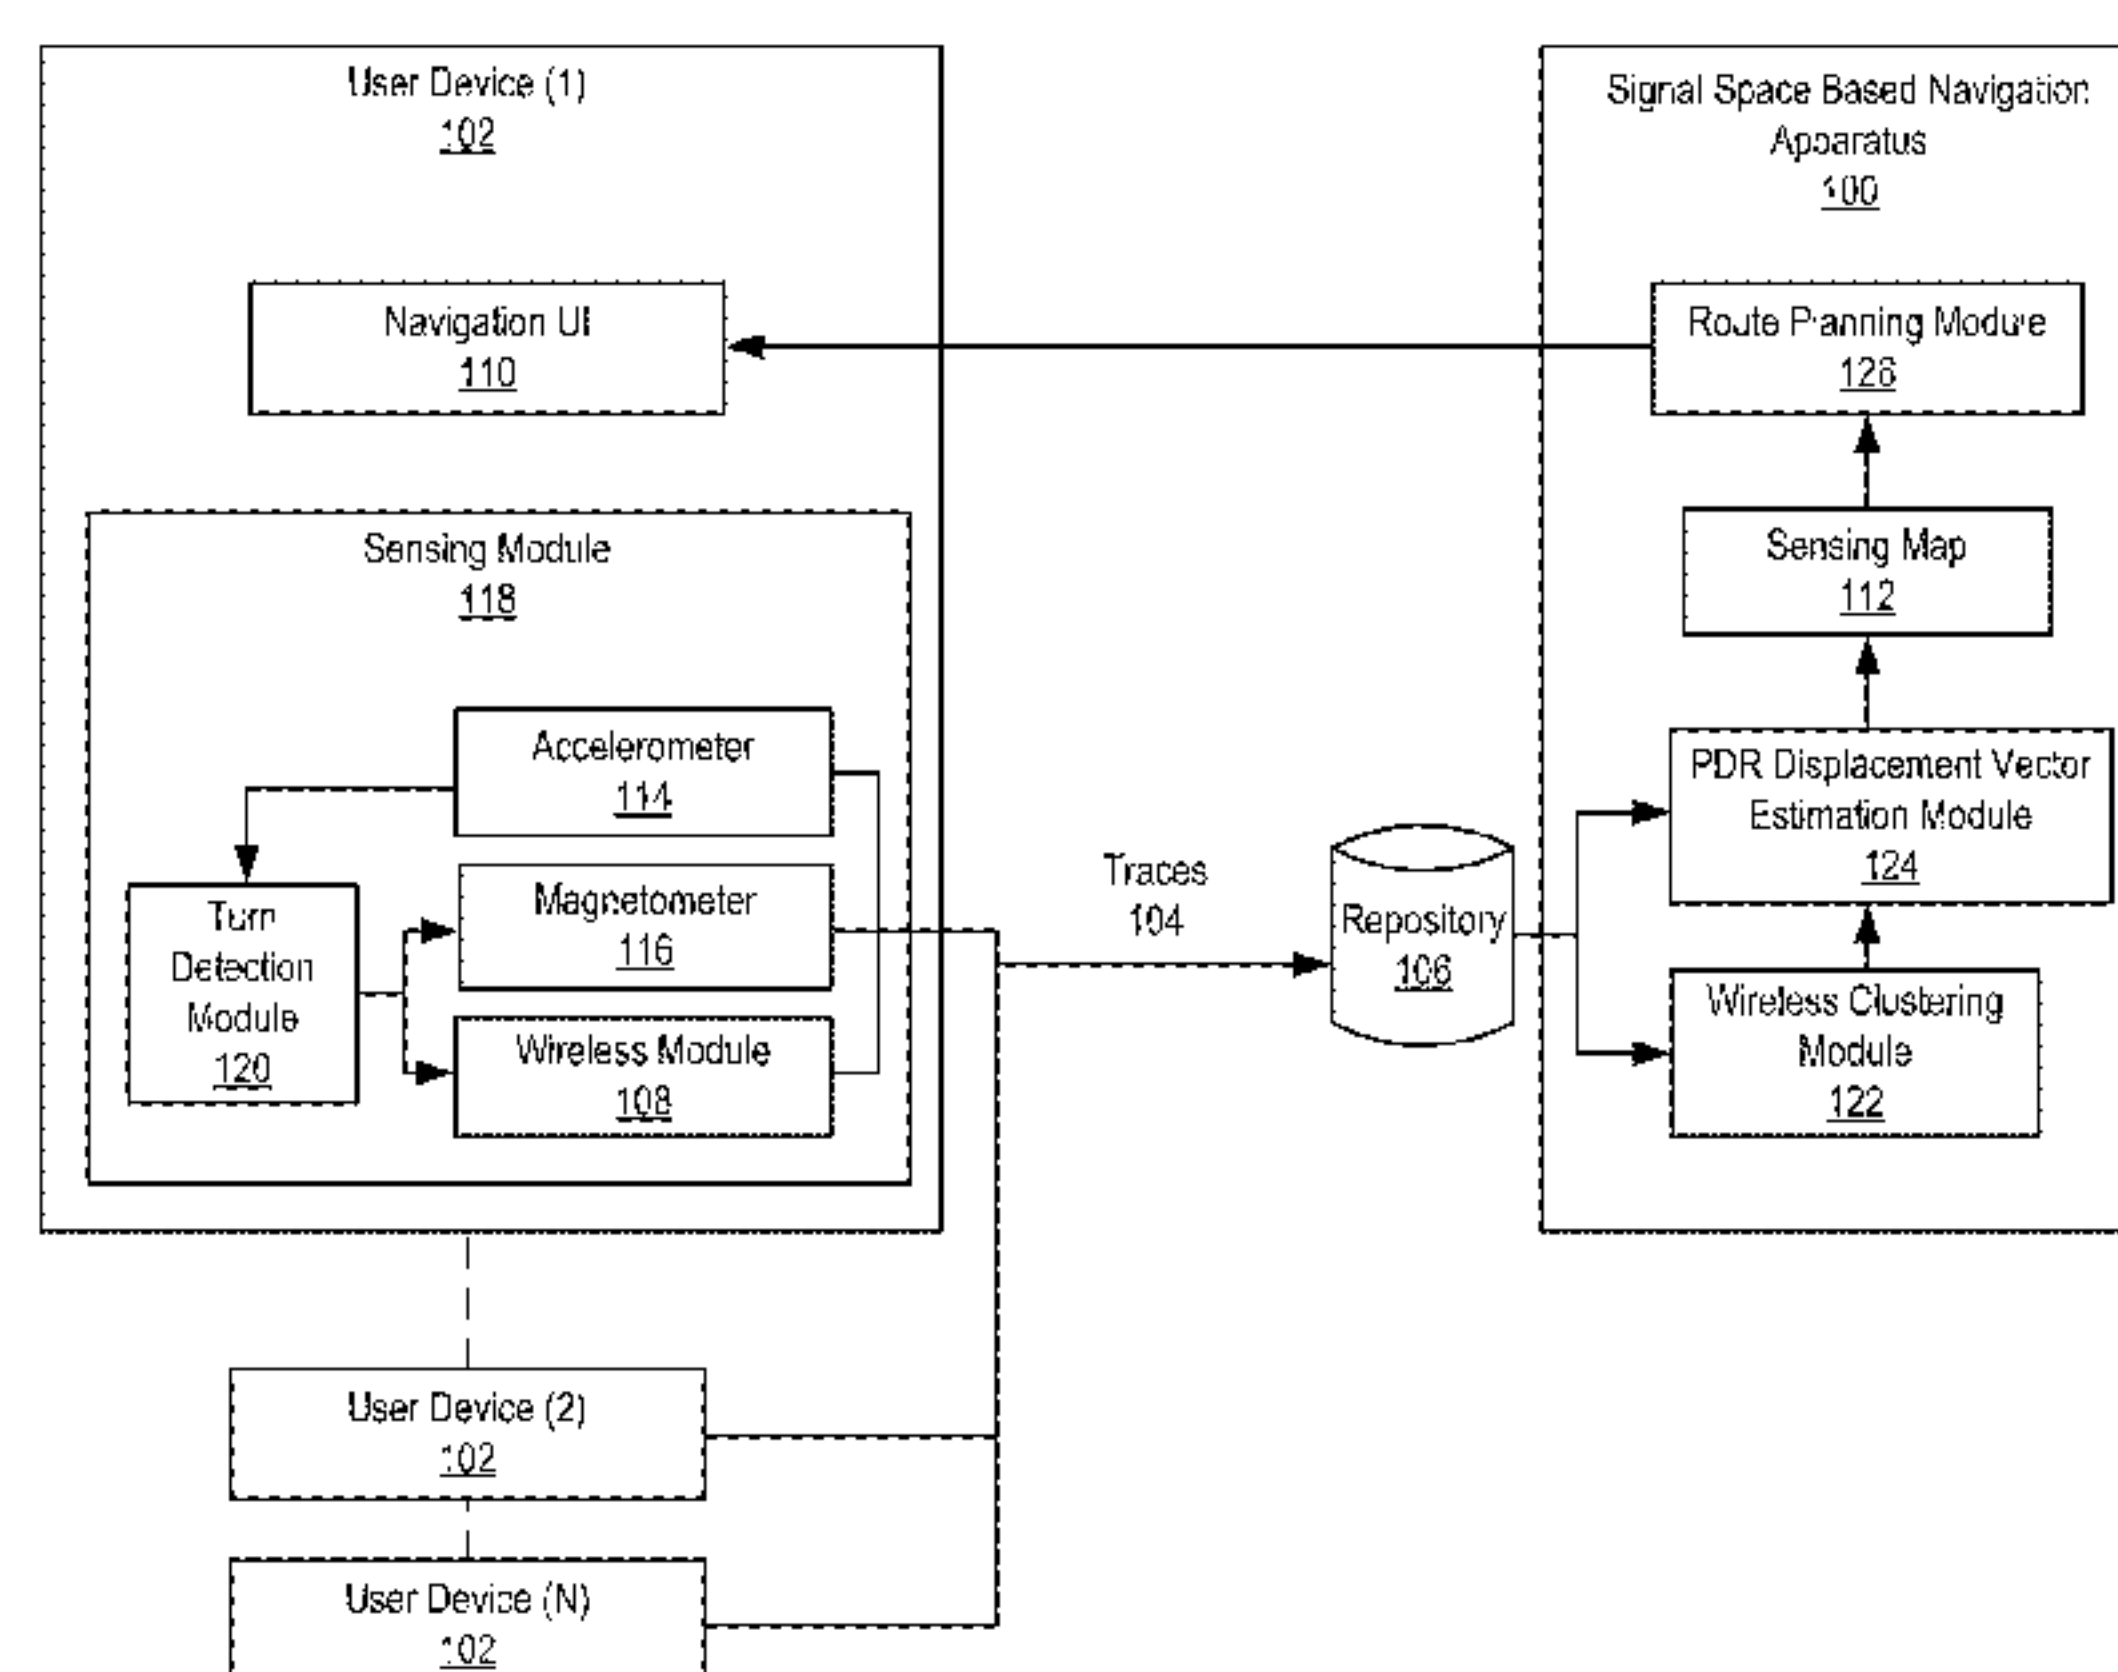 User Device (1)
102
Navigation UI
110
Sensing Module
118
Accelerometer
114
Magnetometer
116
Wireless Module
108
Turn
Detection
Module
120
User Device (2)
102
User Device (N)
102
Traces
104
Repository
106
Signal Space Based Navigation
Apparatus
100
Route Planning Module
126
Sensing Map
112
PDR Displacement Vector
Estimation Module
124
Wireless Clustering
Module
122